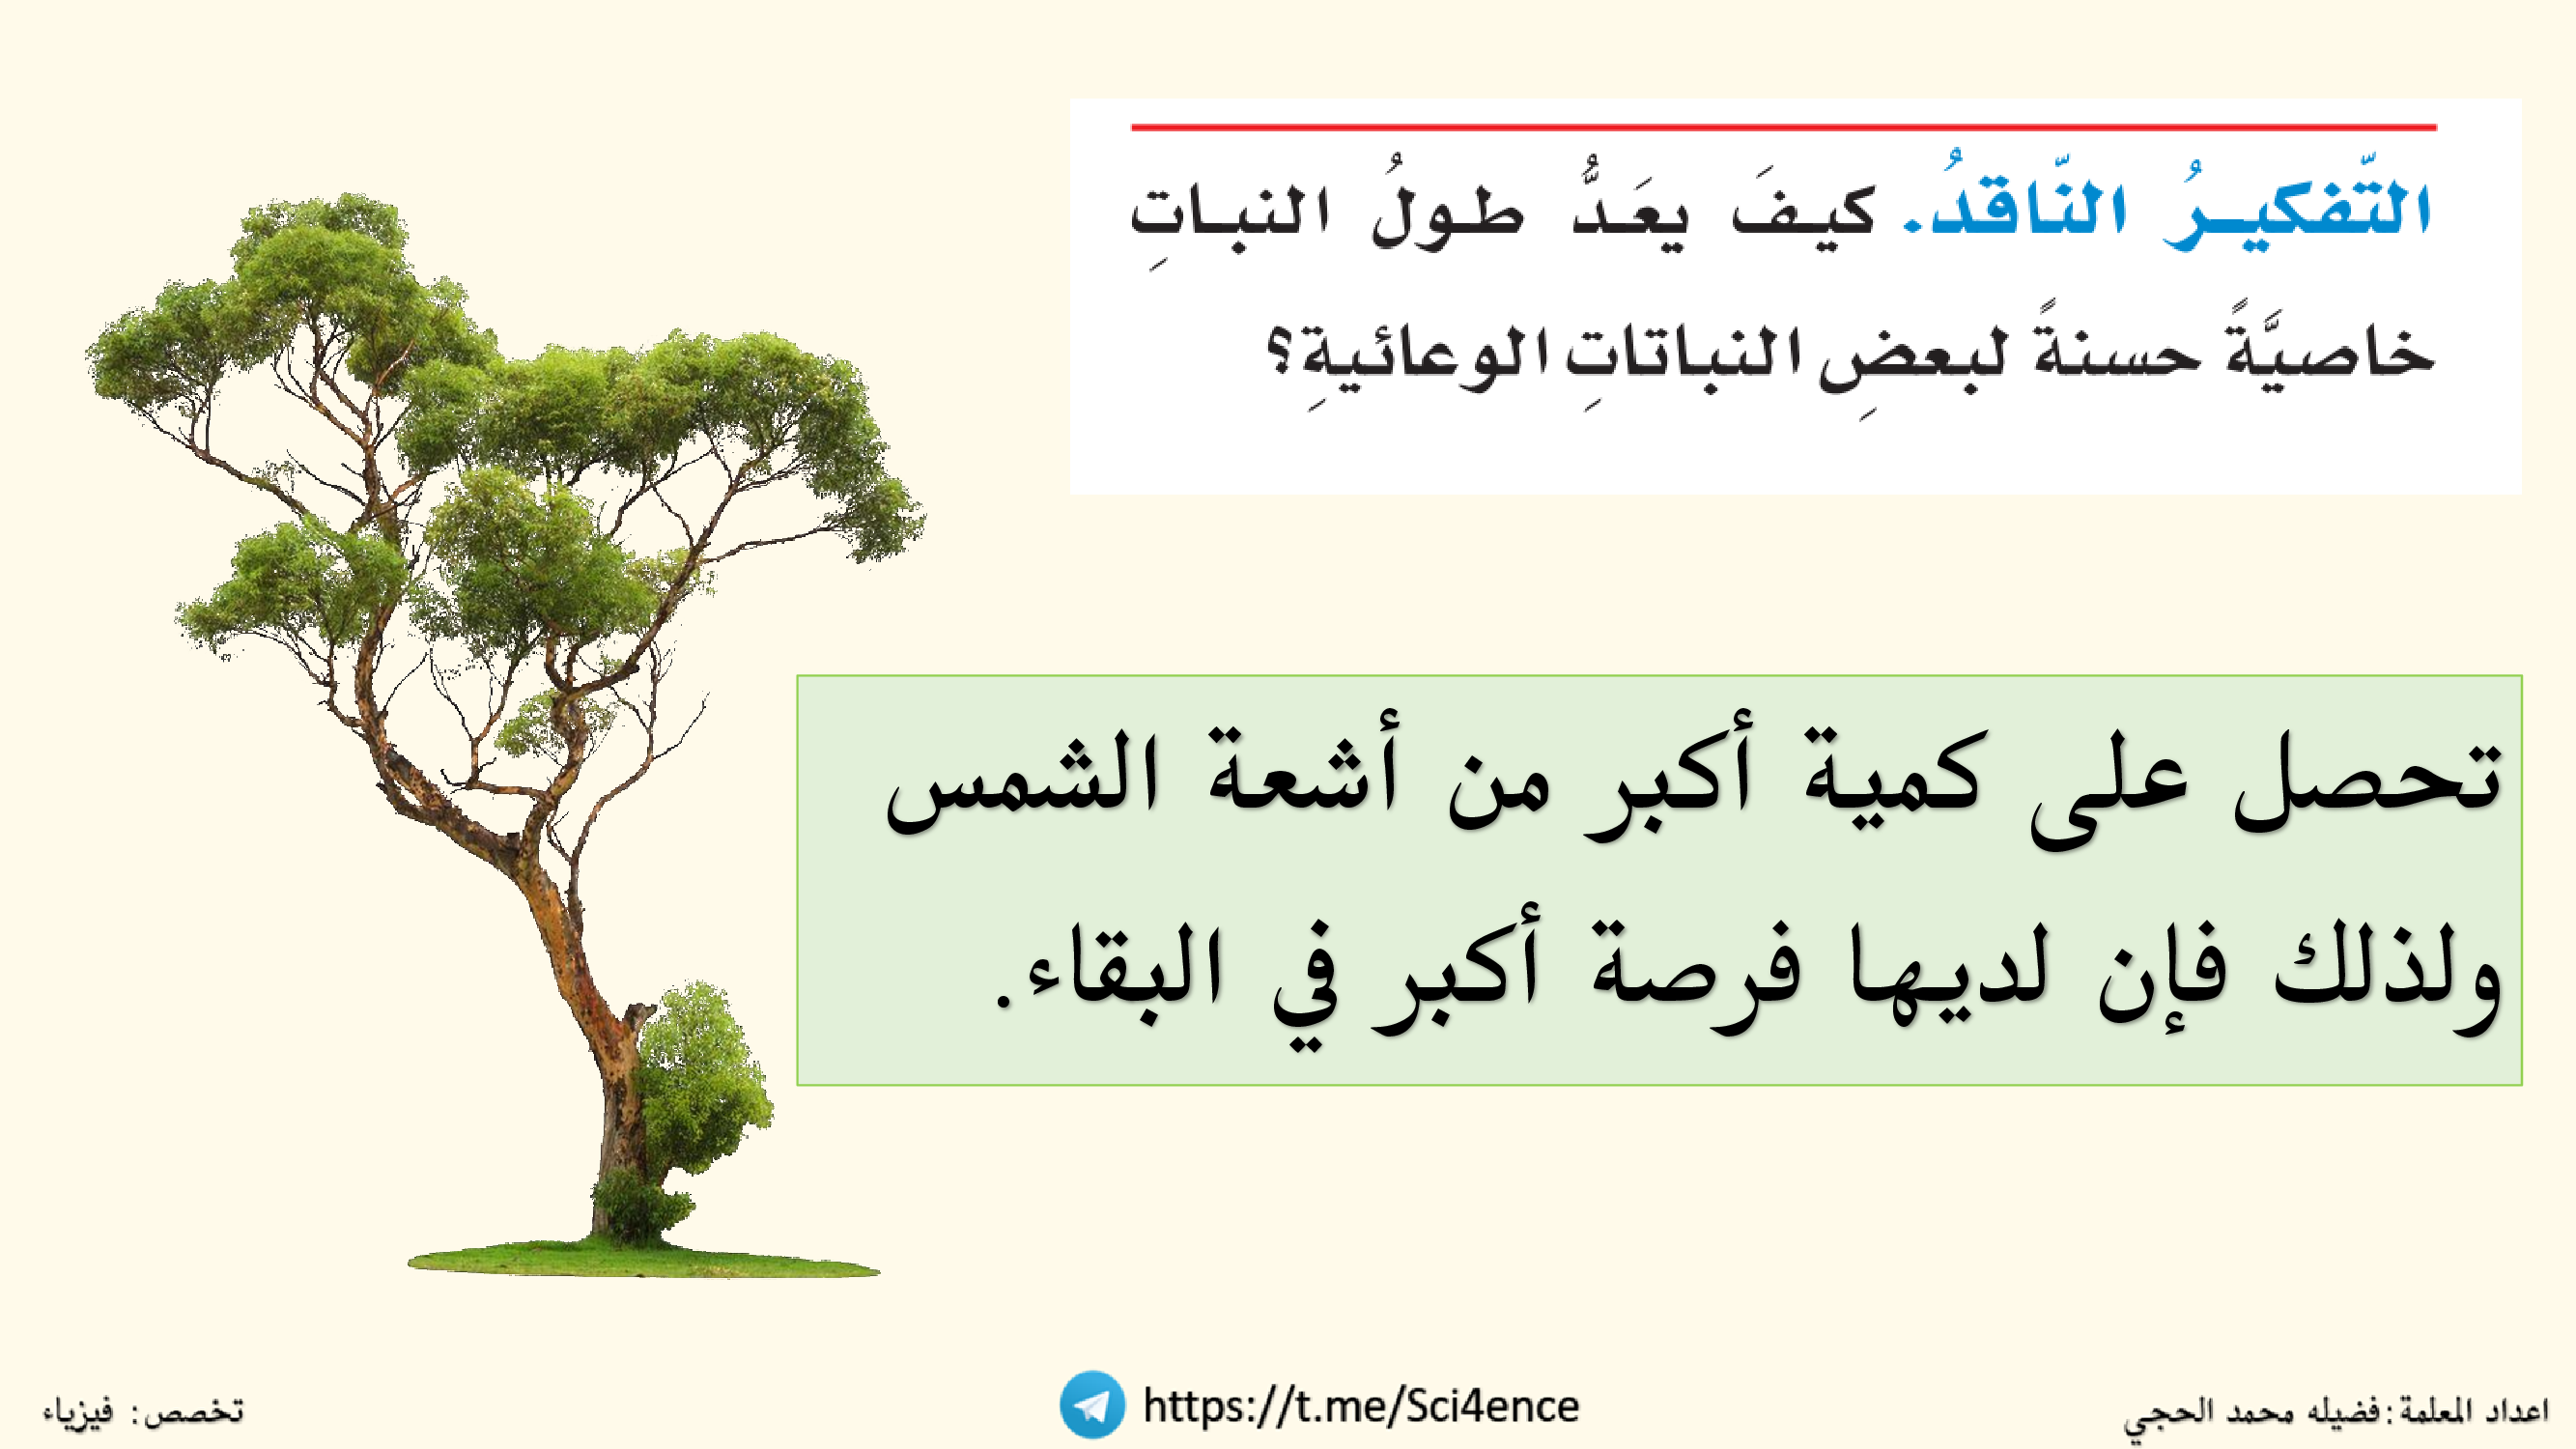 التّفكيـرُ النّاقدُ. كيـفَ يعَـدُّ طـولُ النبـاتِ
خاصيَّةً حسنةً لبعضِ النباتاتِ الوعائيةِ؟
تحصل على كمية أكبر من أشعة الشمس
ولذلك فإن لديها فرصة أكبر في البقاء.
اعداد المعلمة:فضيله محمد الحجي
https://t.me/Sci4ence
تخصص: فيزياء